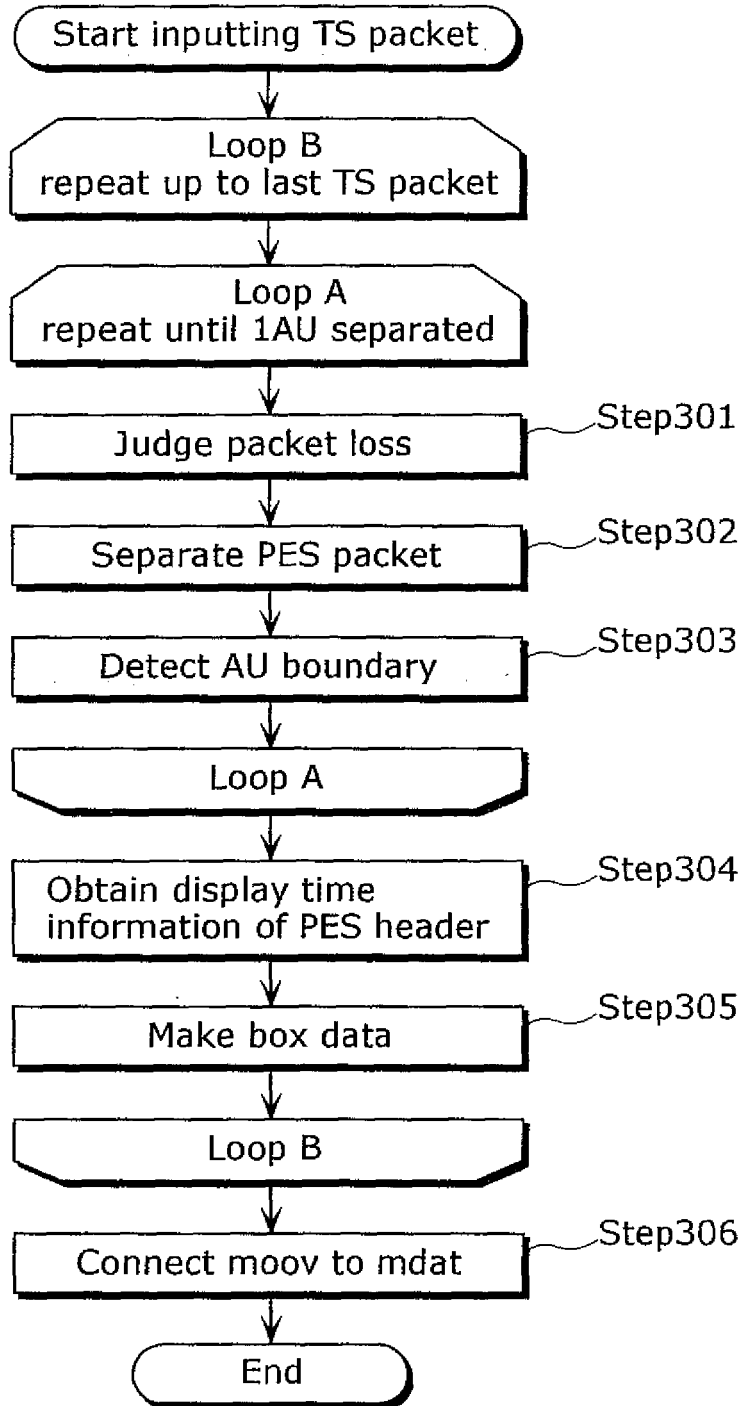 Start inputting TS packet
Loop B
repeat up to last TS packet
Loop A
repeat until 1AU separated
Judge packet loss
Step301
Separate PES packet
Step302
Detect AU boundary
Step303
Loop A
Obtain display time
information of PES header
Step304
Make box data
Step305
Loop B
Connect moov to mdat
Step306
End